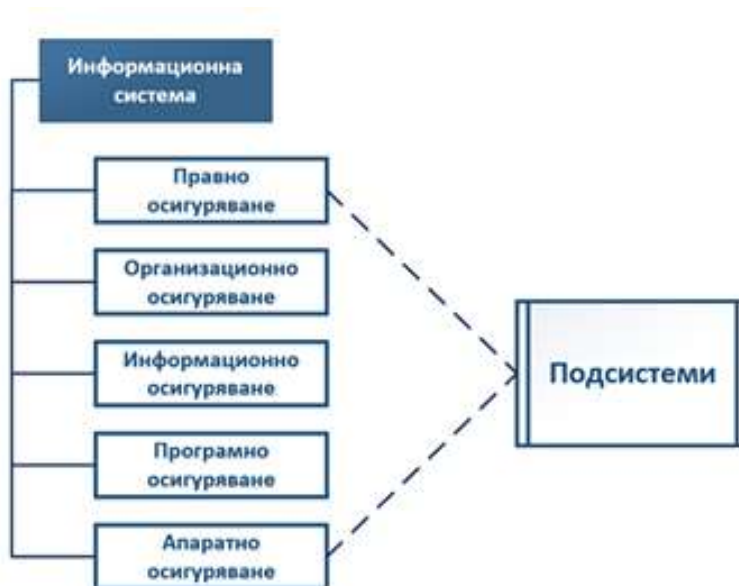 Информационна
система
Правно
осигуряване
Организационно
осигуряване
Информационно
осигуряване
Програмно
осигуряване
Апаратно
осигуряване
Подсистеми